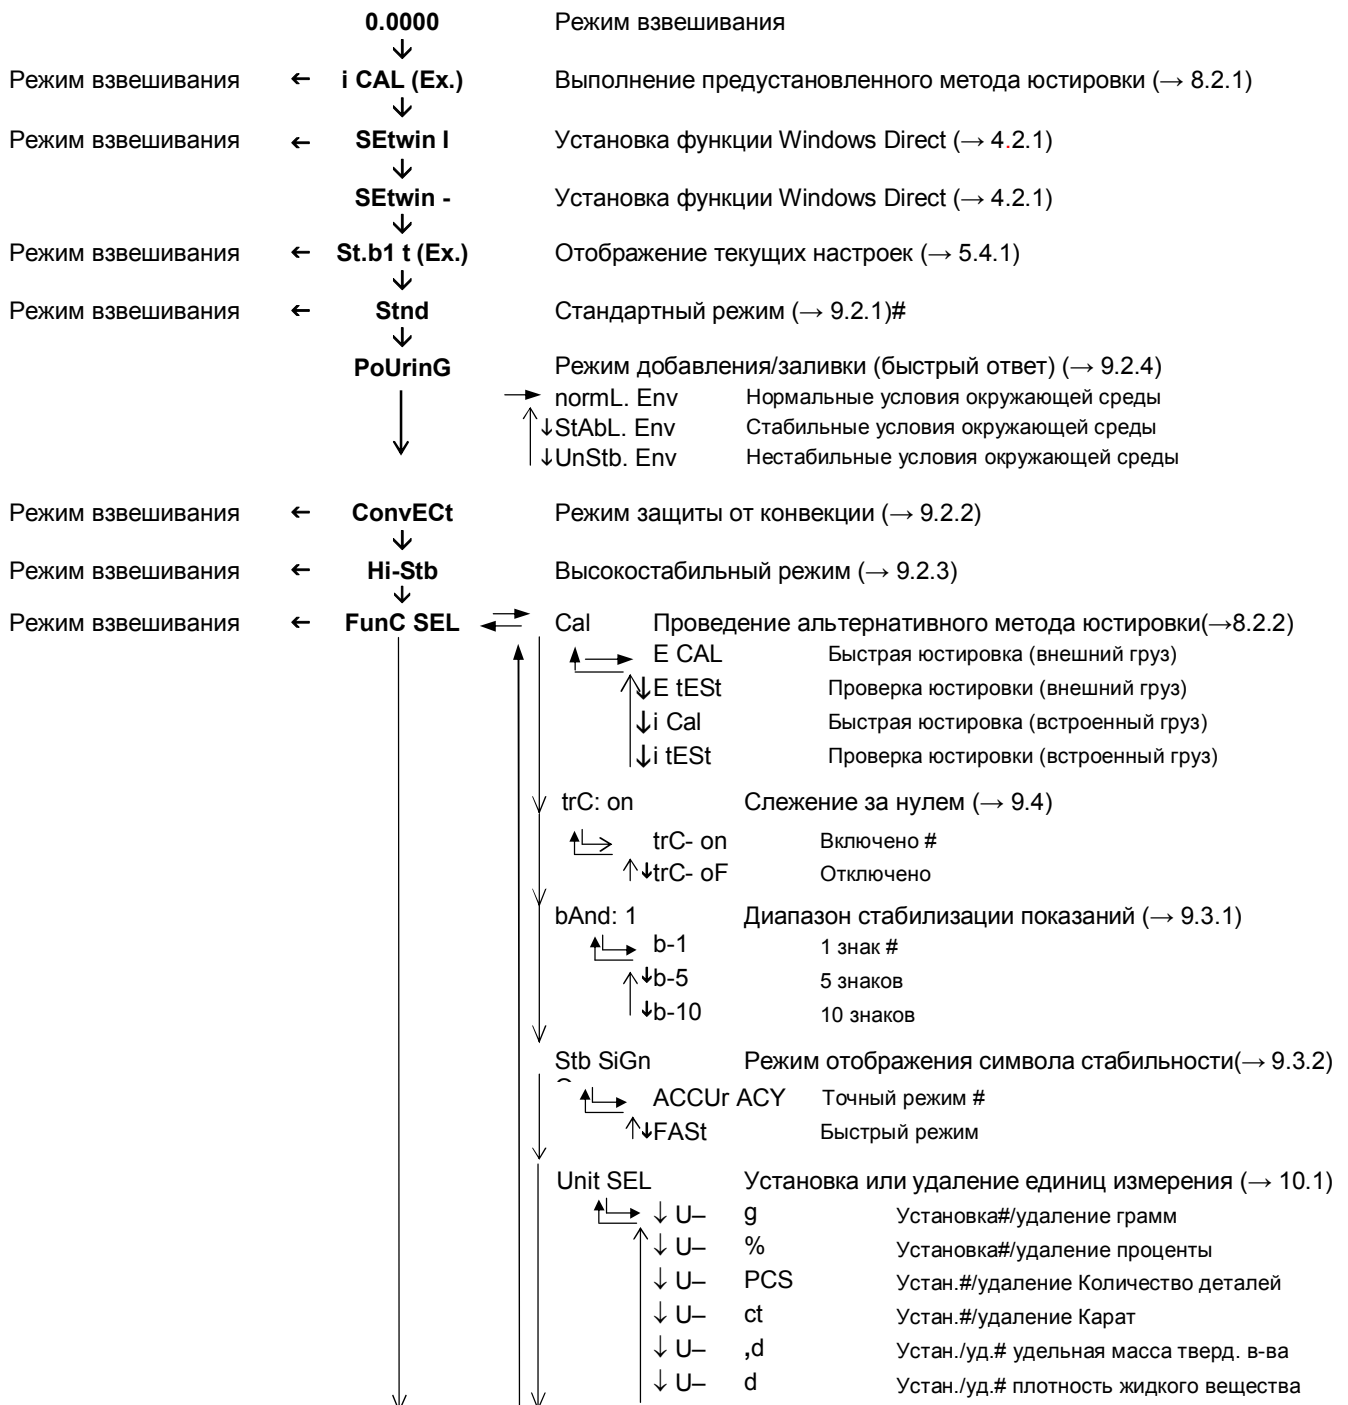 0.0000 Режим взвешивания
↓
Режим взвешивания ← i CAL (Ex.) Выполнение предустановленного метода юстировки (→ 8.2.1)
↓
Режим взвешивания ← SEtwin I Установка функции Windows Direct (→ 4.2.1)
↓
SEtwin - Установка функции Windows Direct (→ 4.2.1)
↓
Режим взвешивания ← St.b1 t (Ex.) Отображение текущих настроек (→ 5.4.1)
↓
Режим взвешивания ← Stnd Стандартный режим (→ 9.2.1)#
↓
PoUrinG Режим добавления/заливки (быстрый ответ) (→ 9.2.4)
→ normL. Env Нормальные условия окружающей среды
↓StAbL. Env Стабильные условия окружающей среды
↓UnStb. Env Нестабильные условия окружающей среды
Режим взвешивания ← ConvECt Режим защиты от конвекции (→ 9.2.2)
↓
Режим взвешивания ← Hi-Stb Высокостабильный режим (→ 9.2.3)
↓
Режим взвешивания ← FunC SEL Cal Проведение альтернативного метода юстировки(→8.2.2)
E CAL Быстрая юстировка (внешний груз)
↓E tESt Проверка юстировки (внешний груз)
↓i Cal Быстрая юстировка (встроенный груз)
↓i tESt Проверка юстировки (встроенный груз)
trC: on Слежение за нулем (→ 9.4)
trC- on Включено #
↓trC- oF Отключено
bAnd: 1 Диапазон стабилизации показаний (→ 9.3.1)
b-1 1 знак #
↓b-5 5 знаков
↓b-10 10 знаков
Stb SiGn Режим отображения символа стабильности(→ 9.3.2)
ACCUr ACY Точный режим #
↓FASt Быстрый режим
Unit SEL Установка или удаление единиц измерения (→ 10.1)
↓ U– g Установка#/удаление грамм
↓ U– % Установка#/удаление проценты
↓ U– PCS Устан.#/удаление Количество деталей
↓ U– ct Устан.#/удаление Карат
↓ U– ,d Устан./уд.# удельная масса тверд. в-ва
↓ U– d Устан./уд.# плотность жидкого вещества